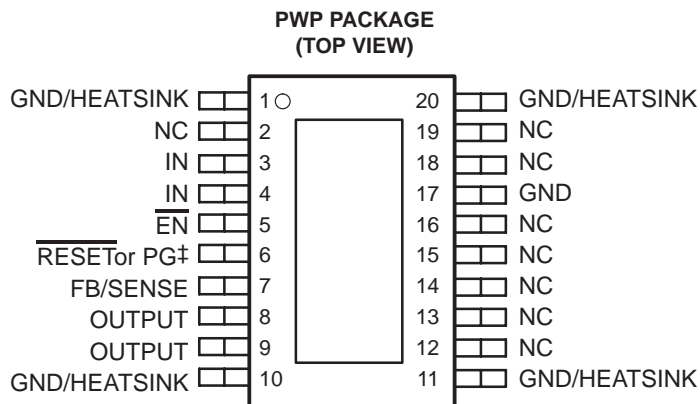 PWP PACKAGE
(TOP VIEW)
GND/HEATSINK 1 20 GND/HEATSINK
NC 2 19 NC
IN 3 18 NC
IN 4 17 GND
EN 5 16 NC
RESETor PG‡ 6 15 NC
FB/SENSE 7 14 NC
OUTPUT 8 13 NC
OUTPUT 9 12 NC
GND/HEATSINK 10 11 GND/HEATSINK